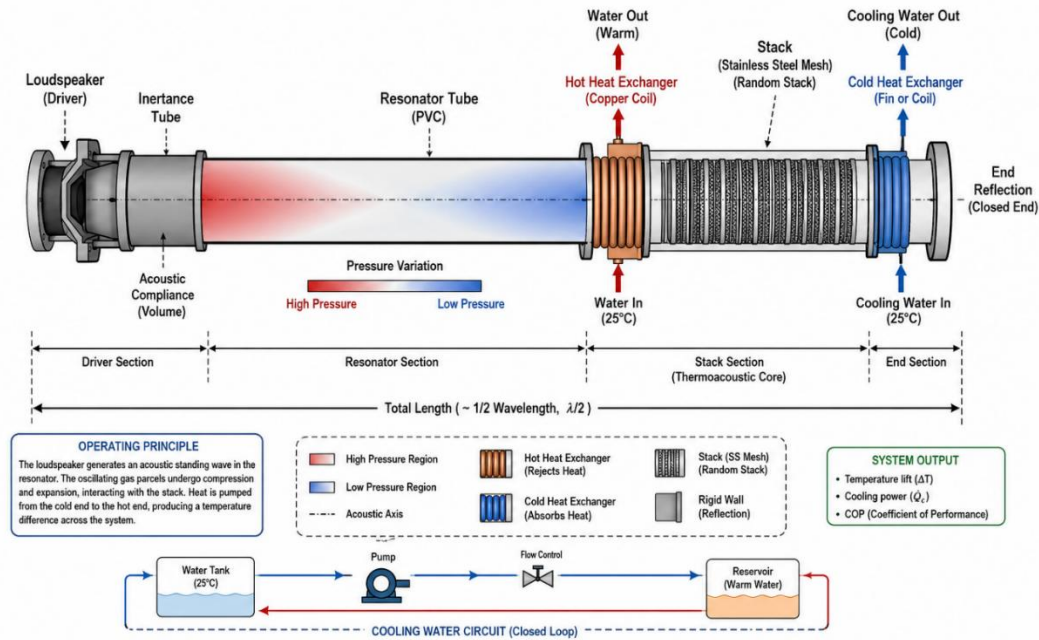 Water Out
(Warm)
Cooling Water Out
(Cold)
Stack
(Stainless Steel Mesh)
(Random Stack)
Loudspeaker
(Driver)
Inertance
Tube
Resonator Tube
(PVC)
Hot Heat Exchanger
(Copper Coil)
Cold Heat Exchanger
(Fin or Coil)
End
Reflection
(Closed End)
Acoustic
Compliance
(Volume)
Pressure Variation
High Pressure
Low Pressure
Water In
(25°C)
Cooling Water In
(25°C)
Driver Section
Resonator Section
Stack Section
(Thermoacoustic Core)
End Section
Total Length ( ~ 1/2 Wavelength, λ/2 )
OPERATING PRINCIPLE
The loudspeaker generates an acoustic standing wave in the
resonator. The oscillating gas parcels undergo compression
and expansion, interacting with the stack. Heat is pumped
from the cold end to the hot end, producing a temperature
difference across the system.
High Pressure Region
Low Pressure Region
Acoustic Axis
Hot Heat Exchanger
(Rejects Heat)
Cold Heat Exchanger
(Absorbs Heat)
Stack (SS Mesh)
(Random Stack)
Rigid Wall
(Reflection)
SYSTEM OUTPUT
• Temperature lift (ΔT)
• Cooling power (Q̇c)
• COP (Coefficient of Performance)
Water Tank
(25°C)
Pump
Flow Control
Reservoir
(Warm Water)
COOLING WATER CIRCUIT (Closed Loop)